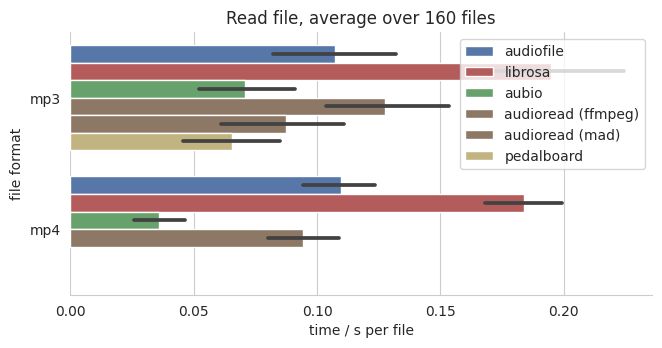 Read file, average over 160 files
audiofile
librosa
aubio
audioread (ffmpeg)
audioread (mad)
pedalboard
file format
mp3
mp4
0.00 0.05 0.10 0.15 0.20
time / s per file